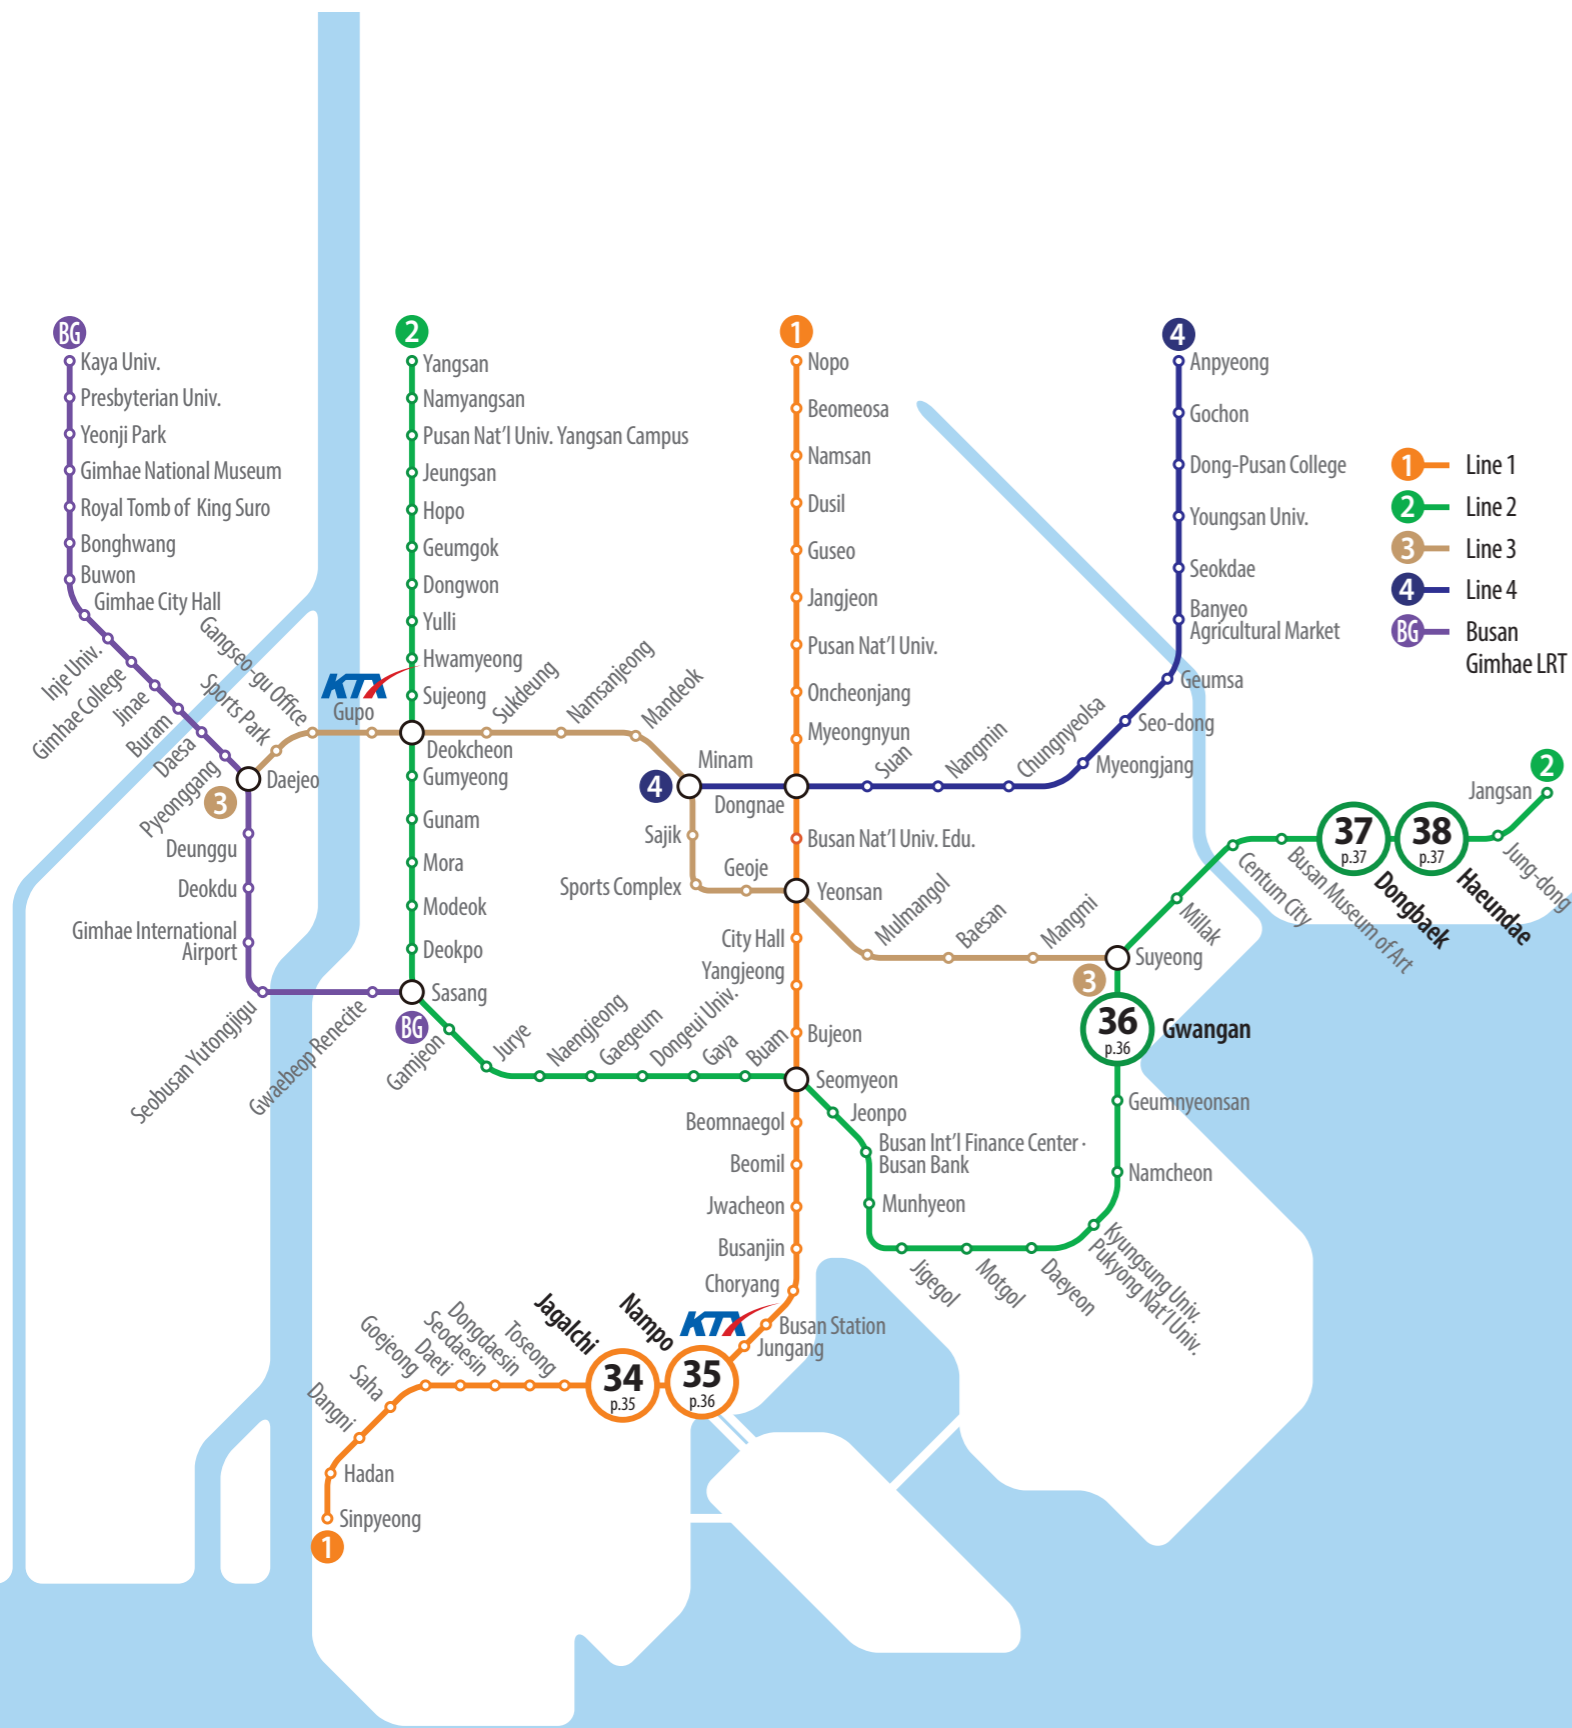 BG
Kaya Univ.
Presbyterian Univ.
Yeonji Park
Gimhae National Museum
Royal Tomb of King Suro
Bonghwang
Buwon
Gimhae City Hall
Inje Univ.
Gimhae College
Jinae
Buram
Daesa
Pyeonggang
3
Daejeo
Deunggu
Deokdu
Gimhae International
Airport
Seobusan Yutongjigu
Gwaebeop Renecite
2
Yangsan
Namyangsan
Pusan Nat'l Univ. Yangsan Campus
Jeungsan
Hopo
Geumgok
Dongwon
Yulli
Hwamyeong
Sujeong
Deokcheon
Gumyeong
Gunam
Mora
Modeok
Deokpo
Sasang
BG
Gamjeon
Jurye
Naengjeong
Gaegeum
Dongeui Univ.
Gaya
Buam
Sports Park
Gangseo-gu Office
KTX
Gupo
Sukdeung
Namsanjeong
Mandeok
Minam
4
Sajik
Sports Complex
Geoje
1
Nopo
Beomeosa
Namsan
Dusil
Guseo
Jangjeon
Pusan Nat'l Univ.
Oncheonjang
Myeongnyun
Dongnae
Busan Nat'l Univ. Edu.
Yeonsan
City Hall
Yangjeong
Bujeon
Seomyeon
Beomnaegol
Beomil
Jwacheon
Busanjin
Choryang
KTX
Busan Station
Jungang
Nampo
35
p.36
Jagalchi
34
p.35
Toseong
Dongdaesin
Seodaesin
Daeti
Goejeong
Saha
Dangni
Hadan
Sinpyeong
1
4
Anpyeong
Gochon
Dong-Pusan College
Youngsan Univ.
Seokdae
Banyeo
Agricultural Market
Geumsa
Seo-dong
Myeongjang
Chungnyeolsa
Nangmin
Suan
Mulmangol
Baesan
Mangmi
Suyeong
3
36
p.36
Gwangan
Geumnyeonsan
Namcheon
Kyungsung Univ.
Pukyong Nat'l Univ.
Daeyeon
Motgol
Jigegol
Munhyeon
Busan Int'l Finance Center ·
Busan Bank
Jeonpo
Millak
Centum City
Busan Museum of Art
37
p.37
Dongbaek
38
p.37
Haeundae
Jung-dong
Jangsan
2
1 Line 1
2 Line 2
3 Line 3
4 Line 4
BG Busan
Gimhae LRT